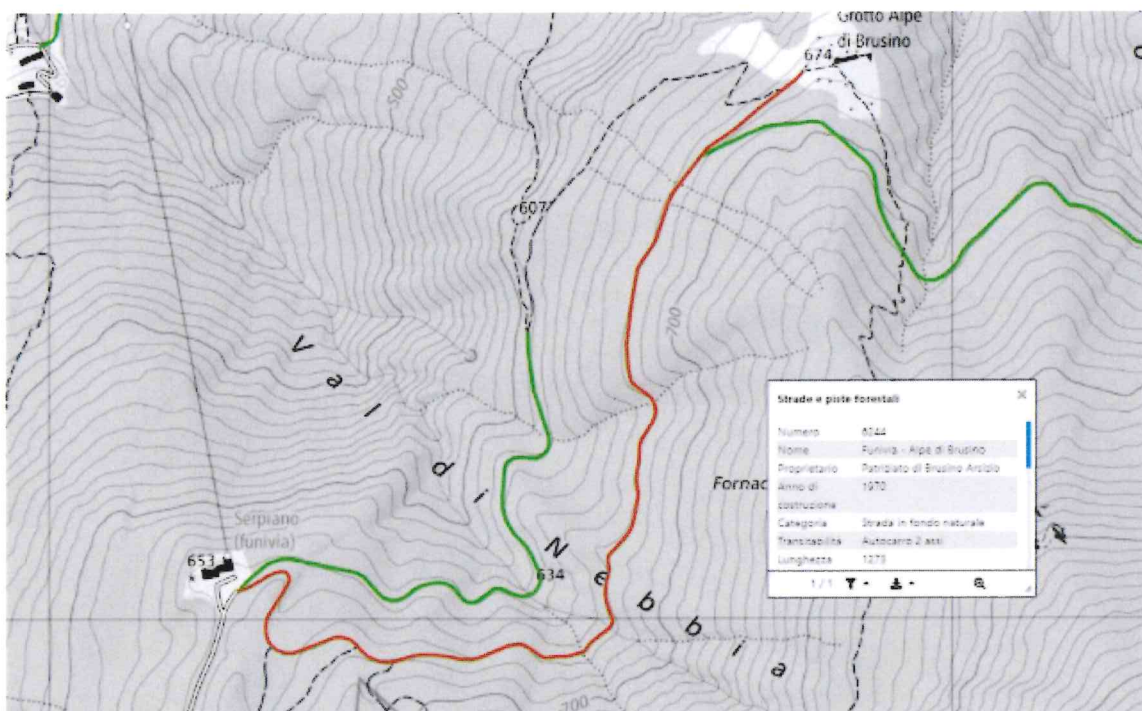 Grotto Alpe
di Brusino
674
500
607
700
Val di Nebbia
Strade e piste forestali
Numero 6244
Nome Funivia - Alpe di Brusino
Proprietario Patriziato di Brusino Arsizio
Anno di costruzione 1970
Categoria Strada in fondo naturale
Transitabilità Autocarro 2 assi
Lunghezza 1273
1 / 1
Fornac
Serpiano
(funivia)
653
634
700